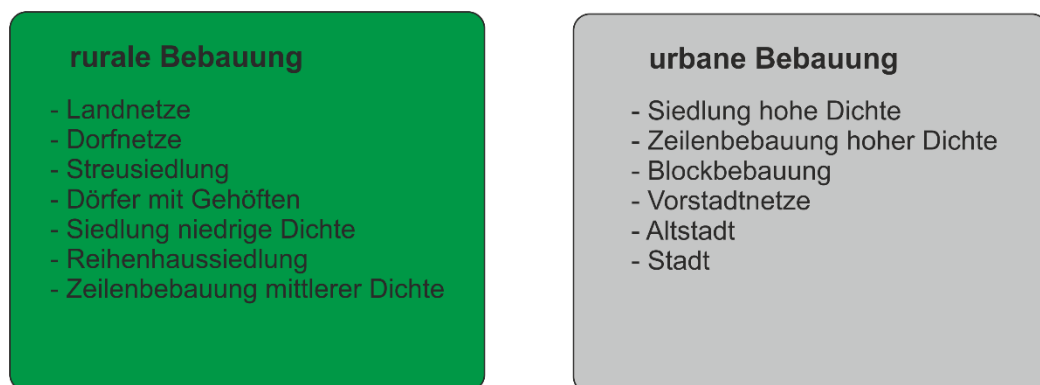 rurale Bebauung
- Landnetze
- Dorfnetze
- Streusiedlung
- Dörfer mit Gehöften
- Siedlung niedrige Dichte
- Reihenhaussiedlung
- Zeilenbebauung mittlerer Dichte
urbane Bebauung
- Siedlung hohe Dichte
- Zeilenbebauung hoher Dichte
- Blockbebauung
- Vorstadtnetze
- Altstadt
- Stadt